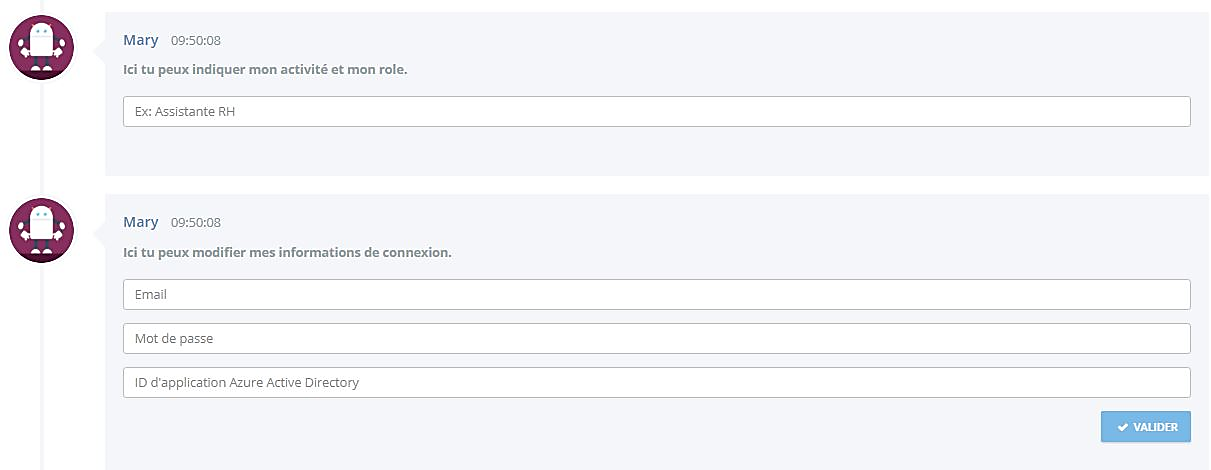 Mary 09:50:08
Ici tu peux indiquer mon activité et mon role.
Ex: Assistante RH
Mary 09:50:08
Ici tu peux modifier mes informations de connexion.
Email
Mot de passe
ID d'application Azure Active Directory
VALIDER